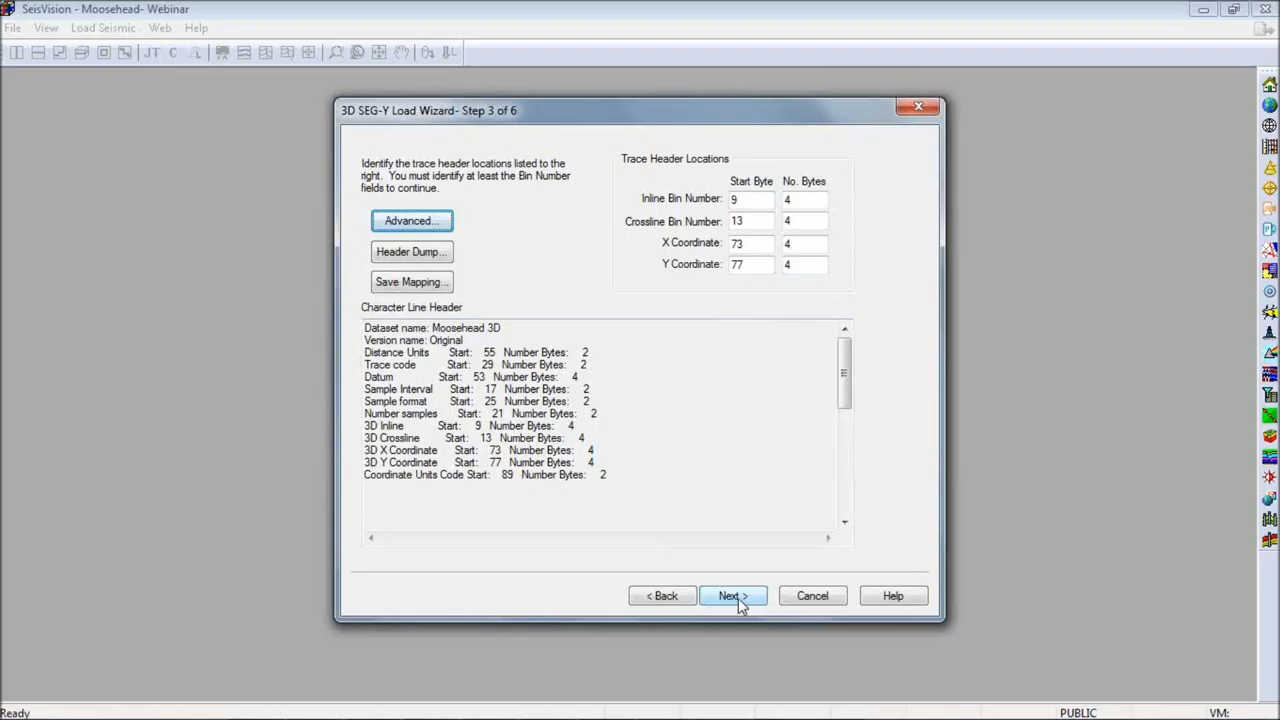 SeisVision - Moosehead- Webinar
File View Load Seismic Web Help
JT C
3D SEG-Y Load Wizard- Step 3 of 6
Identify the trace header locations listed to the
right. You must identify at least the Bin Number
fields to continue.
Advanced...
Header Dump...
Save Mapping...
Trace Header Locations
Start Byte No. Bytes
Inline Bin Number: 9 4
Crossline Bin Number: 13 4
X Coordinate: 73 4
Y Coordinate: 77 4
Character Line Header
Dataset name: Moosehead 3D
Version name: Original
Distance Units Start: 55 Number Bytes: 2
Trace code Start: 29 Number Bytes: 2
Datum Start: 53 Number Bytes: 4
Sample Interval Start: 17 Number Bytes: 2
Sample format Start: 25 Number Bytes: 2
Number samples Start: 21 Number Bytes: 2
3D Inline Start: 9 Number Bytes: 4
3D Crossline Start: 13 Number Bytes: 4
3D X Coordinate Start: 73 Number Bytes: 4
3D Y Coordinate Start: 77 Number Bytes: 4
Coordinate Units Code Start: 89 Number Bytes: 2
< Back Next > Cancel Help
Ready PUBLIC VM: